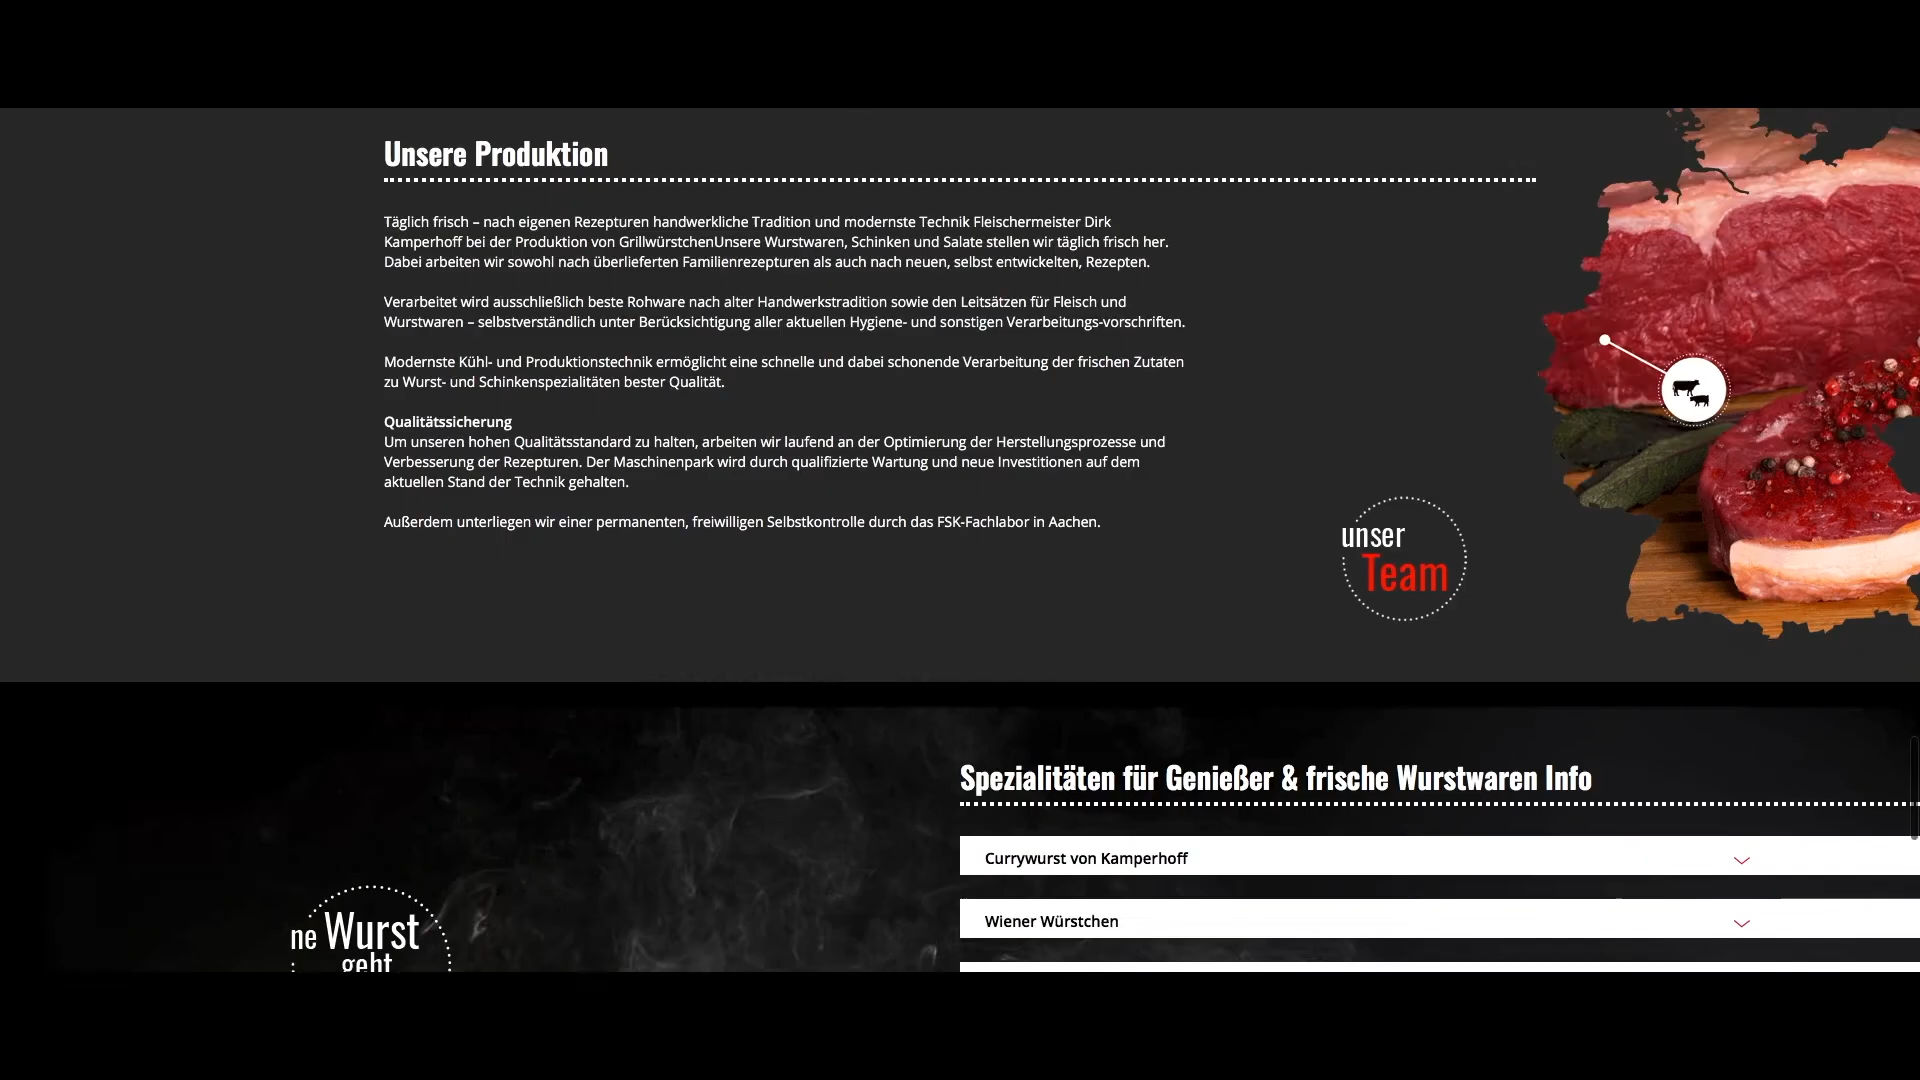 Unsere Produktion
Täglich frisch – nach eigenen Rezepturen handwerkliche Tradition und modernste Technik Fleischermeister Dirk
Kamperhoff bei der Produktion von GrillwürstchenUnsere Wurstwaren, Schinken und Salate stellen wir täglich frisch her.
Dabei arbeiten wir sowohl nach überlieferten Familienrezepturen als auch nach neuen, selbst entwickelten, Rezepten.
Verarbeitet wird ausschließlich beste Rohware nach alter Handwerkstradition sowie den Leitsätzen für Fleisch und
Wurstwaren – selbstverständlich unter Berücksichtigung aller aktuellen Hygiene- und sonstigen Verarbeitungs-vorschriften.
Modernste Kühl- und Produktionstechnik ermöglicht eine schnelle und dabei schonende Verarbeitung der frischen Zutaten
zu Wurst- und Schinkenspezialitäten bester Qualität.
Qualitätssicherung
Um unseren hohen Qualitätsstandard zu halten, arbeiten wir laufend an der Optimierung der Herstellungsprozesse und
Verbesserung der Rezepturen. Der Maschinenpark wird durch qualifizierte Wartung und neue Investitionen auf dem
aktuellen Stand der Technik gehalten.
Außerdem unterliegen wir einer permanenten, freiwilligen Selbstkontrolle durch das FSK-Fachlabor in Aachen.
unser
Team
Spezialitäten für Genießer & frische Wurstwaren Info
Currywurst von Kamperhoff
Wiener Würstchen
ne Wurst
geht